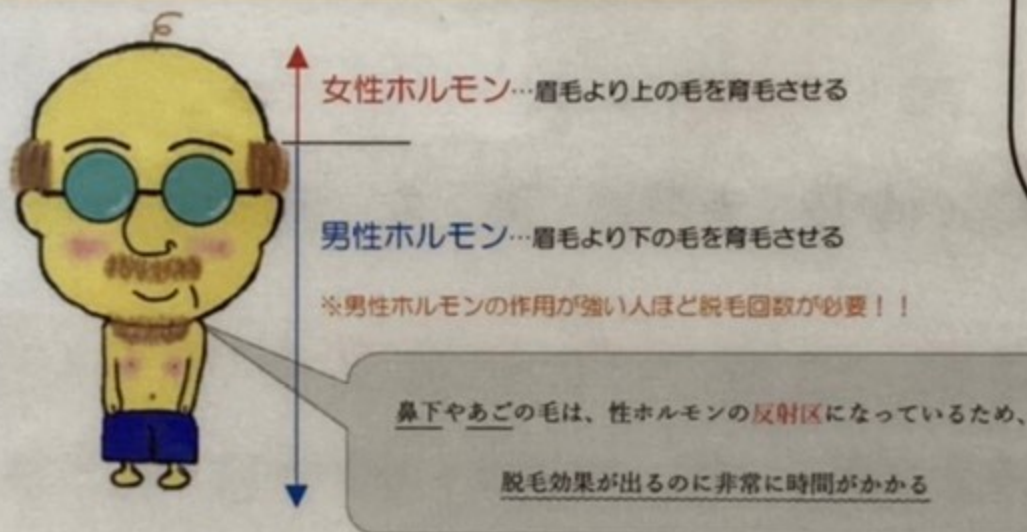 女性ホルモン…眉毛より上の毛を育毛させる
男性ホルモン…眉毛より下の毛を育毛させる
※男性ホルモンの作用が強い人ほど脱毛回数が必要！！
鼻下やあごの毛は、性ホルモンの反射区になっているため、
脱毛効果が出るのに非常に時間がかかる